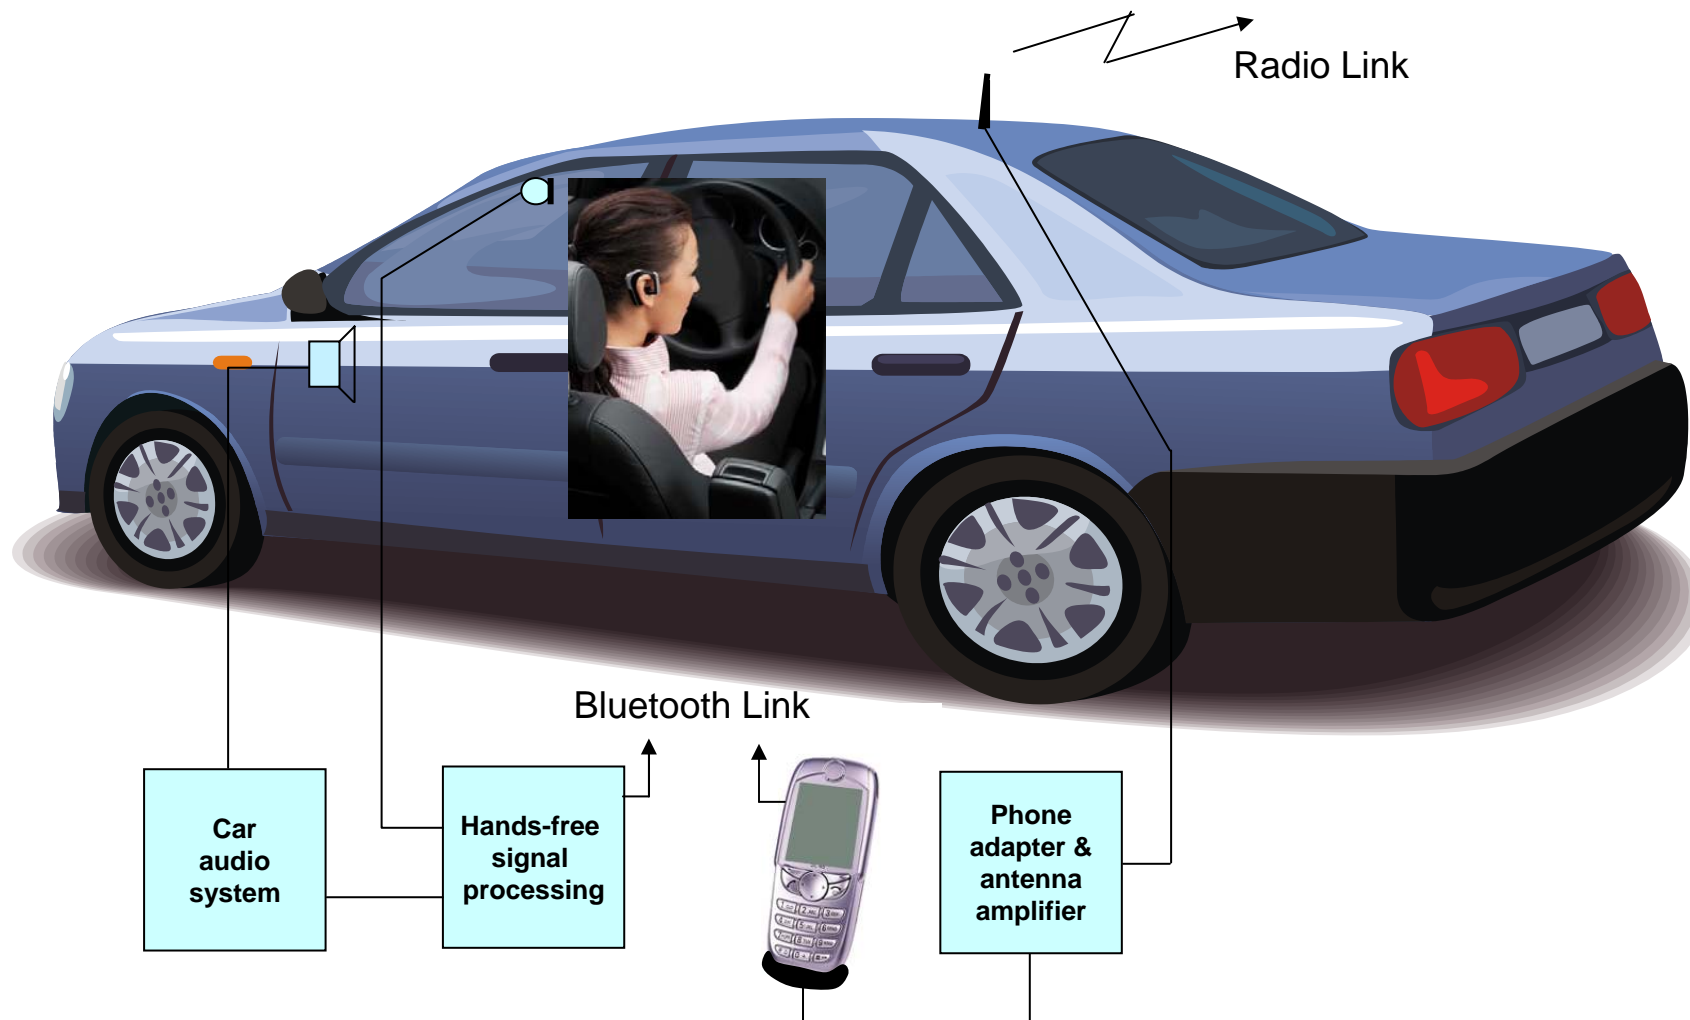 Radio Link
Bluetooth Link
Car
audio
system
Hands-free
signal
processing
Phone
adapter &
antenna
amplifier